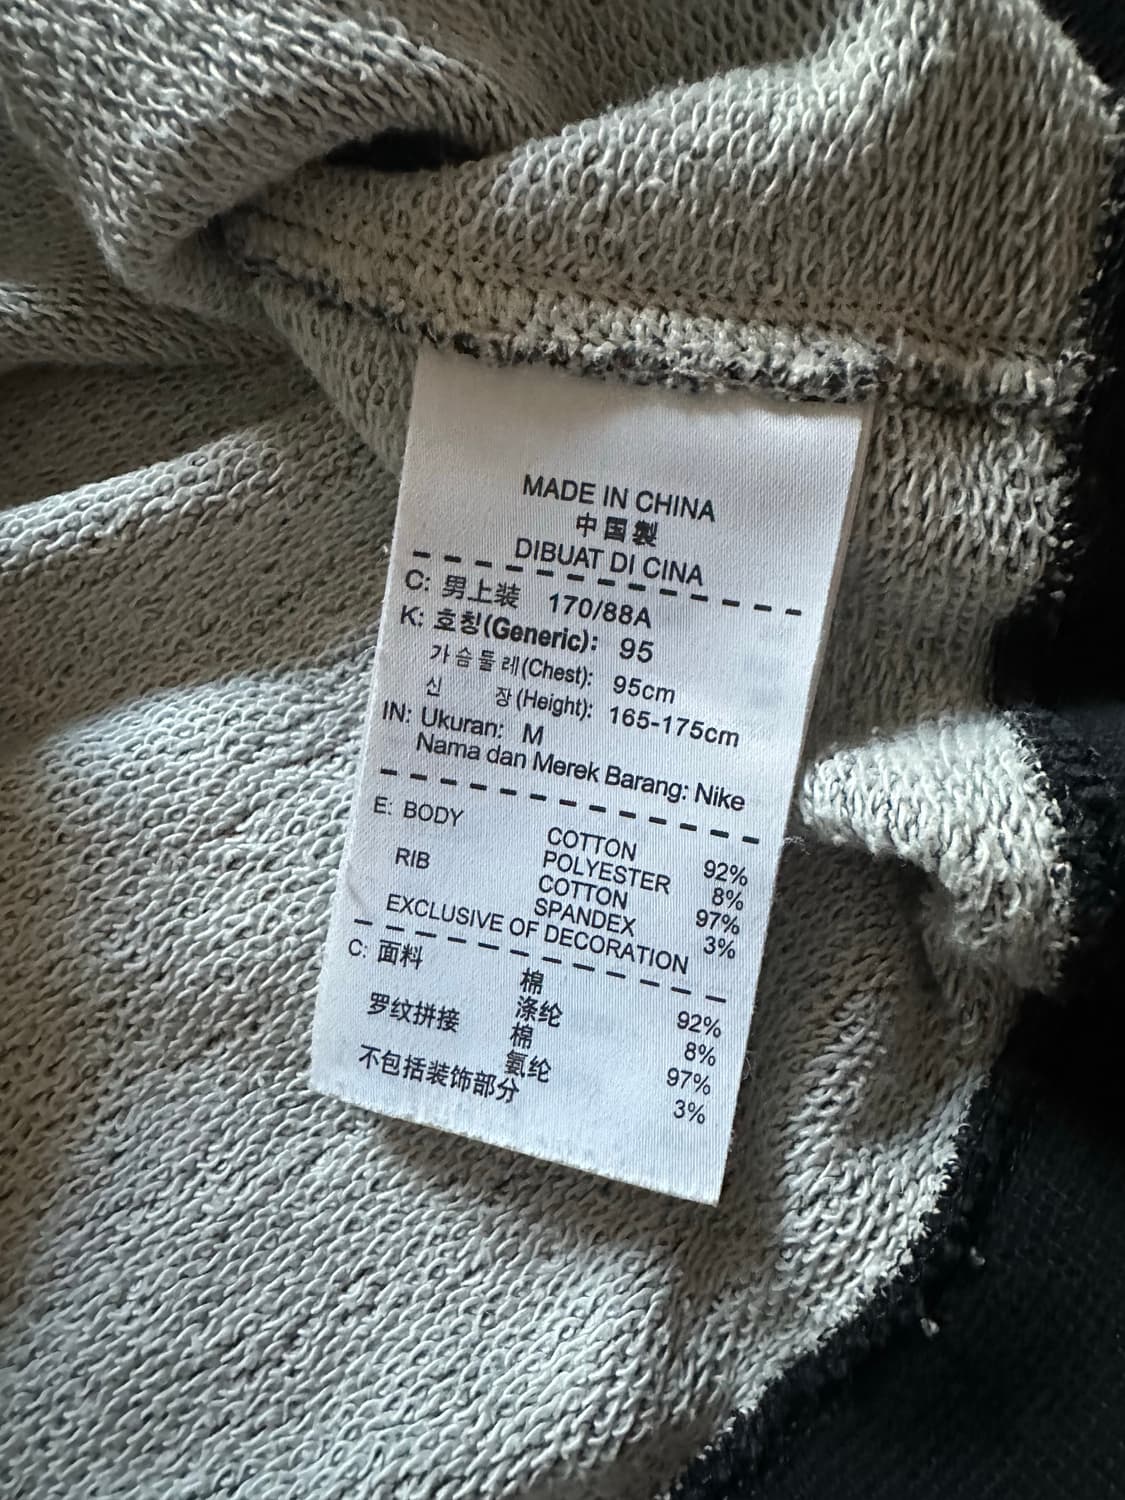 MADE IN CHINA
中国製
DIBUAT DI CINA
C: 男上装 170/88A
K: 호칭(Generic): 95
가슴둘레(Chest): 95cm
신 장(Height): 165-175cm
IN: Ukuran: M
Nama dan Merek Barang: Nike
E: BODY COTTON 92%
POLYESTER 8%
RIB COTTON 97%
SPANDEX 3%
EXCLUSIVE OF DECORATION
C: 面料 棉 92%
涤纶 8%
罗纹拼接 棉 97%
氨纶 3%
不包括装饰部分